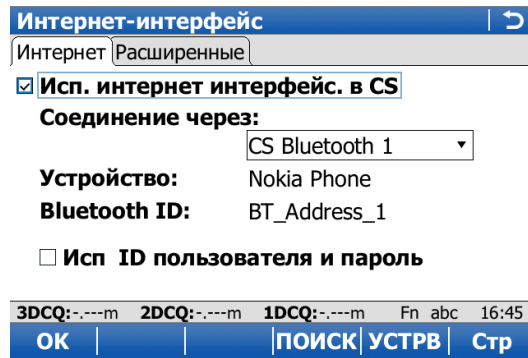 Интернет-интерфейс
Интернет Расширенные
Исп. интернет интерфейс. в CS
Соединение через:
CS Bluetooth 1
Устройство: Nokia Phone
Bluetooth ID: BT_Address_1
Исп ID пользователя и пароль
3DCQ:-.---m 2DCQ:-.---m 1DCQ:-.---m Fn abc 16:45
ОК ПОИСК УСТРВ Стр